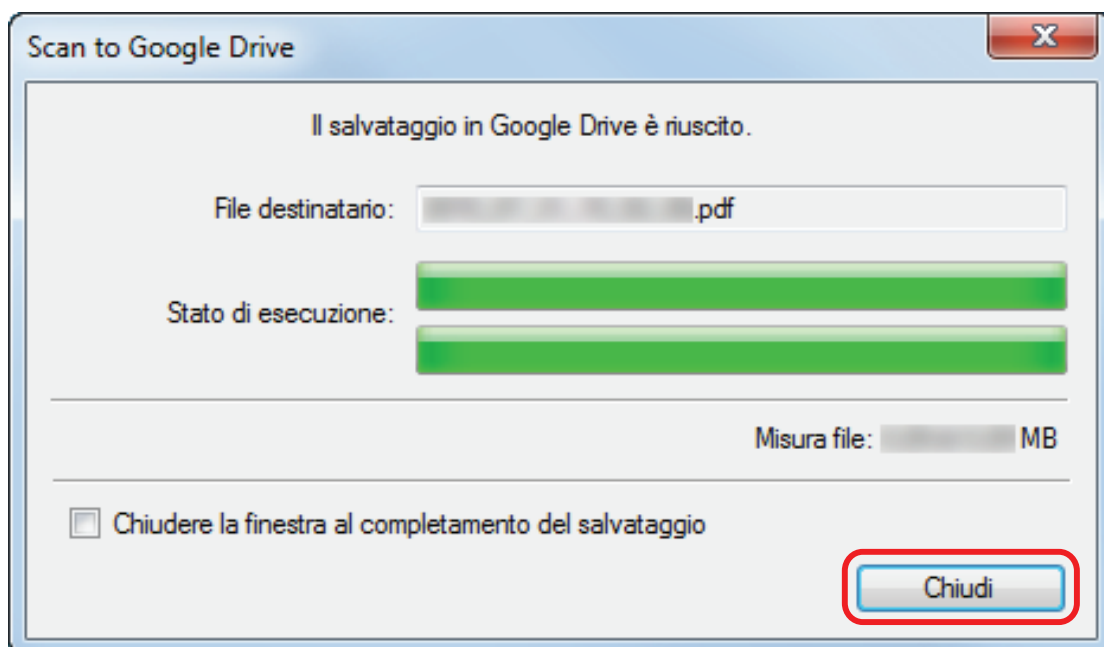 Scan to Google Drive
Il salvataggio in Google Drive è riuscito.
File destinatario: .pdf
Stato di esecuzione:
Misura file: MB
Chiudere la finestra al completamento del salvataggio
Chiudi